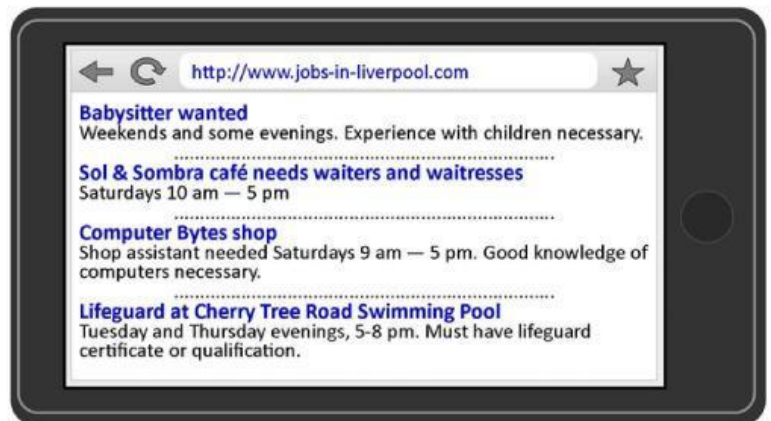 http://www.jobs-in-liverpool.com
Babysitter wanted
Weekends and some evenings. Experience with children necessary.
Sol & Sombra café needs waiters and waitresses
Saturdays 10 am — 5 pm
Computer Bytes shop
Shop assistant needed Saturdays 9 am — 5 pm. Good knowledge of
computers necessary.
Lifeguard at Cherry Tree Road Swimming Pool
Tuesday and Thursday evenings, 5-8 pm. Must have lifeguard
certificate or qualification.